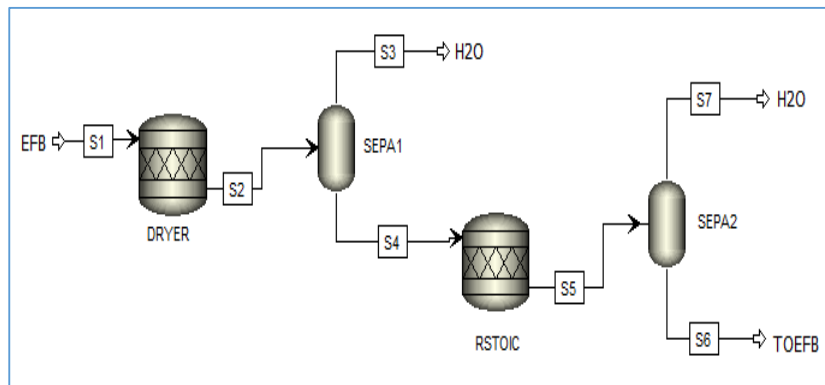 S3
H2O
S7
H2O
EFB
S1
SEPA1
S2
DRYER
SEPA2
S4
S5
RSTOIC
S6
TOEFB